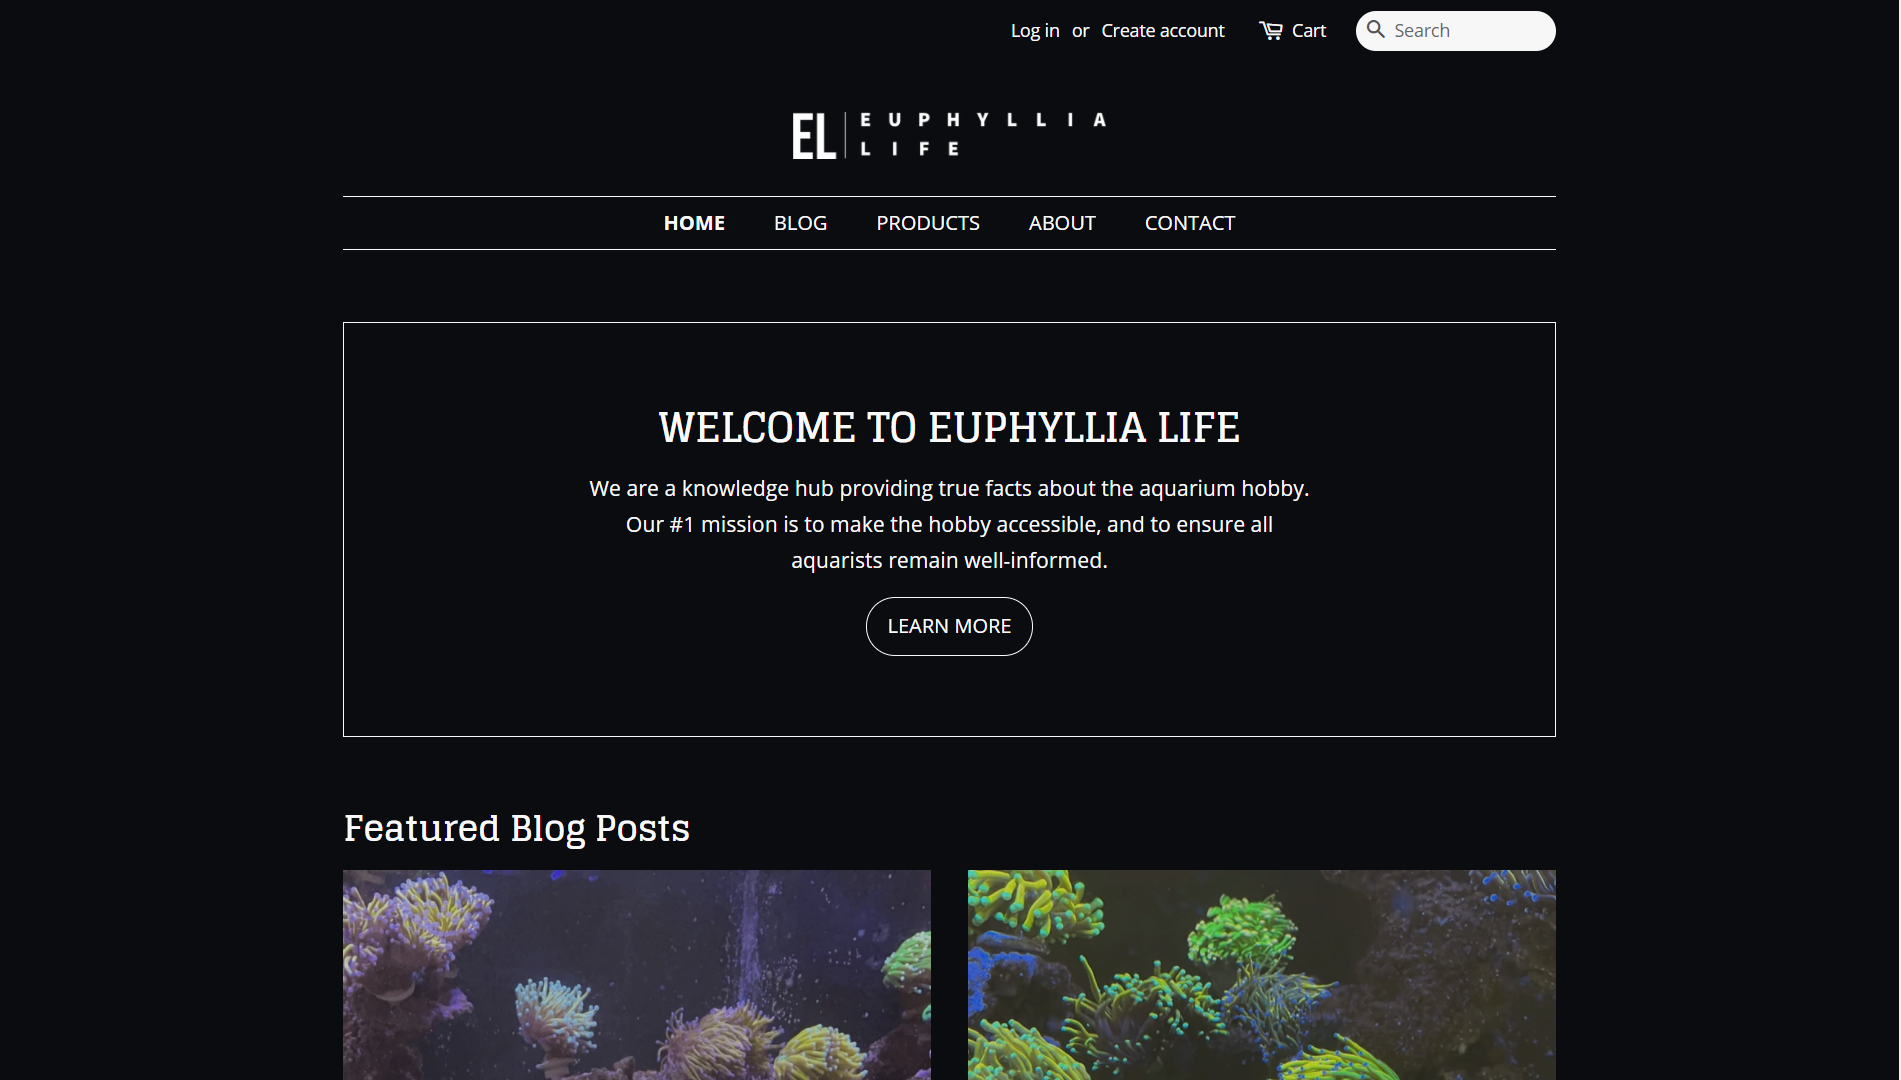 Log in or Create account Cart Search
EL EUPHYLLIA
LIFE
HOME BLOG PRODUCTS ABOUT CONTACT
WELCOME TO EUPHYLLIA LIFE
We are a knowledge hub providing true facts about the aquarium hobby.
Our #1 mission is to make the hobby accessible, and to ensure all
aquarists remain well-informed.
LEARN MORE
Featured Blog Posts